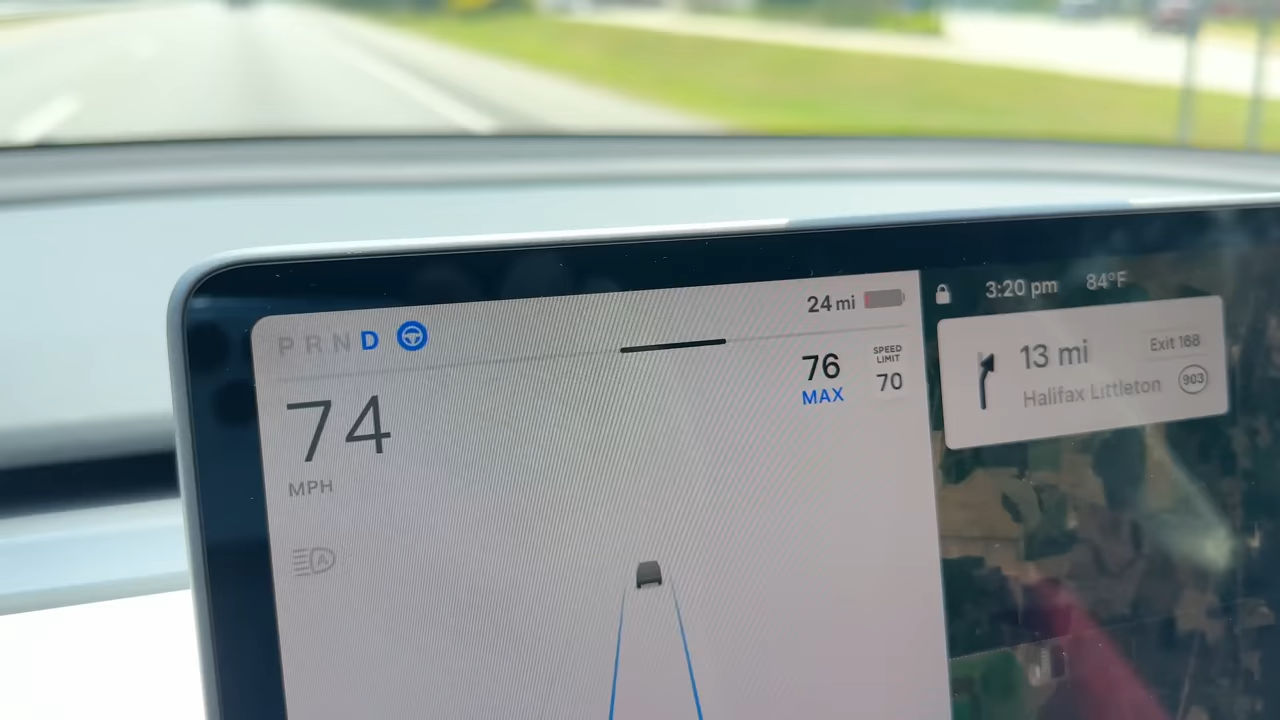 P R N D
24 mi
74
MPH
76
MAX
SPEED
LIMIT
70
A
3:20 pm 84°F
13 mi
Exit 168
Halifax Littleton
903